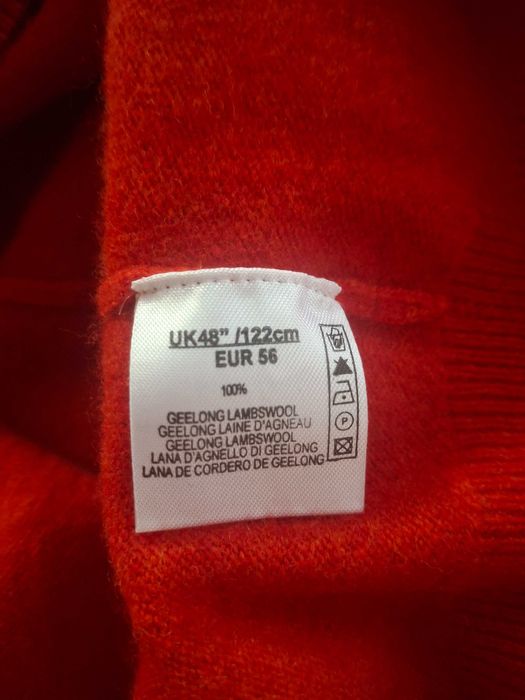 UK48" /122cm
EUR 56
100%
GEELONG LAMBSWOOL
GEELONG LAINE D'AGNEAU
GEELONG LAMBSWOOL
LANA D'AGNELLO DI GEELONG
LANA DE CORDERO DE GEELONG
P